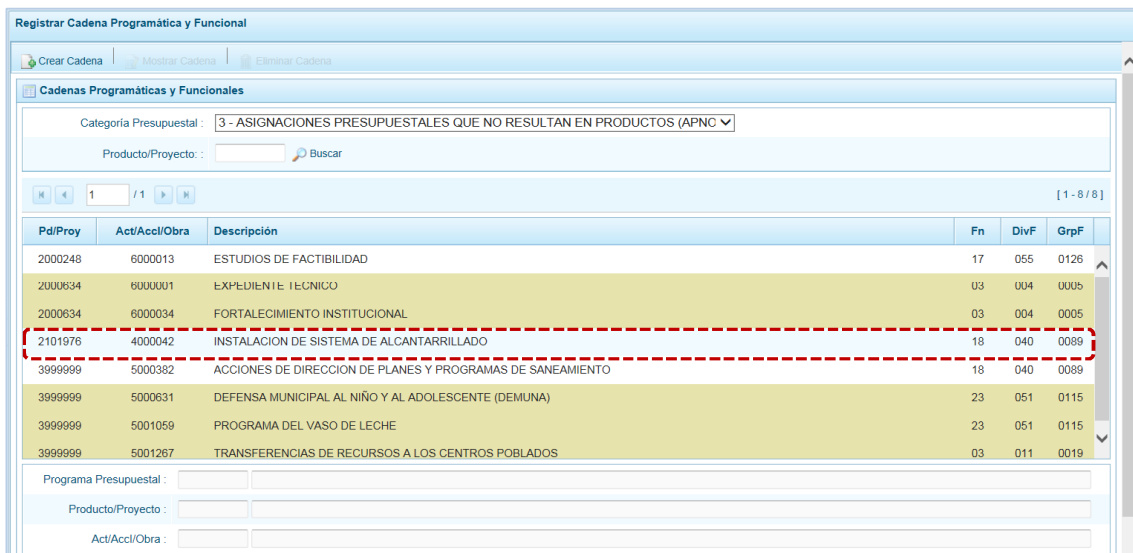 Registrar Cadena Programática y Funcional
Crear Cadena Mostrar Cadena Eliminar Cadena
Cadenas Programáticas y Funcionales
Categoría Presupuestal : 3 - ASIGNACIONES PRESUPUESTALES QUE NO RESULTAN EN PRODUCTOS (APNC
Producto/Proyecto: : Buscar
1 / 1 [ 1 - 8 / 8 ]
Pd/Proy Act/AccI/Obra Descripción Fn DivF GrpF
2000248 6000013 ESTUDIOS DE FACTIBILIDAD 17 055 0126
2000634 6000001 EXPEDIENTE TECNICO 03 004 0005
2000634 6000034 FORTALECIMIENTO INSTITUCIONAL 03 004 0005
2101976 4000042 INSTALACION DE SISTEMA DE ALCANTARRILLADO 18 040 0089
3999999 5000382 ACCIONES DE DIRECCION DE PLANES Y PROGRAMAS DE SANEAMIENTO 18 040 0089
3999999 5000631 DEFENSA MUNICIPAL AL NIÑO Y AL ADOLESCENTE (DEMUNA) 23 051 0115
3999999 5001059 PROGRAMA DEL VASO DE LECHE 23 051 0115
3999999 5001267 TRANSFERENCIAS DE RECURSOS A LOS CENTROS POBLADOS 03 011 0019
Programa Presupuestal :
Producto/Proyecto :
Act/AccI/Obra :